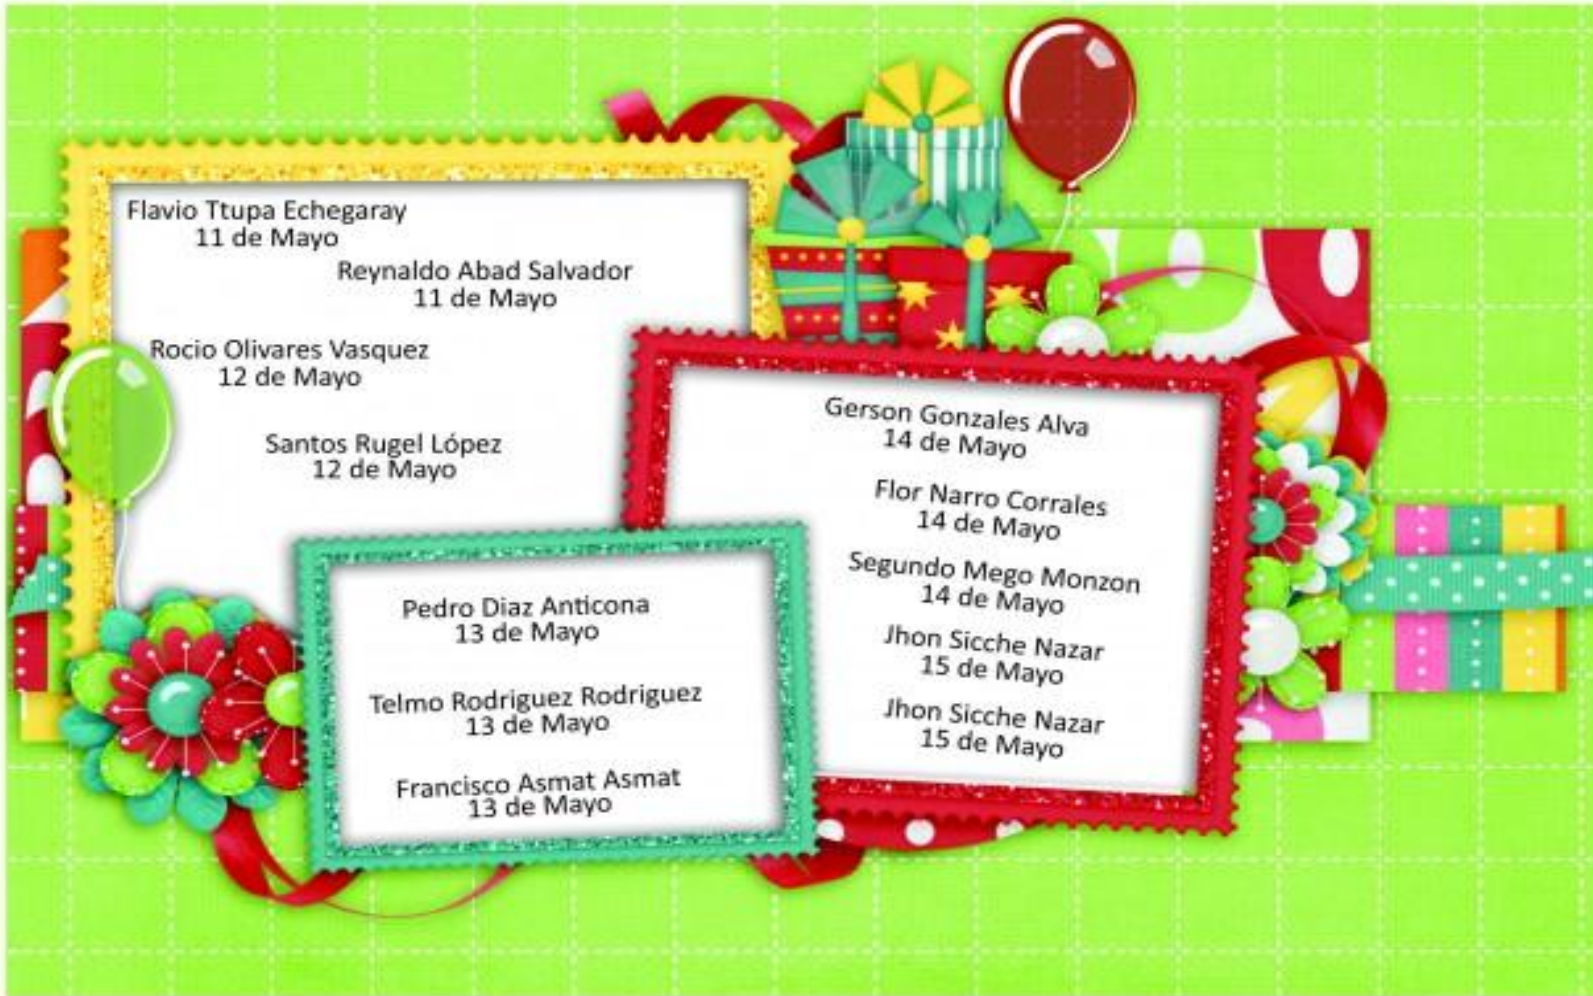 Flavio Ttupa Echegaray
11 de Mayo
Reynaldo Abad Salvador
11 de Mayo
Rocio Olivares Vasquez
12 de Mayo
Santos Rugel López
12 de Mayo
Pedro Diaz Anticona
13 de Mayo
Telmo Rodriguez Rodriguez
13 de Mayo
Francisco Asmat Asmat
13 de Mayo
Gerson Gonzales Alva
14 de Mayo
Flor Narro Corrales
14 de Mayo
Segundo Mego Monzon
14 de Mayo
Jhon Sicche Nazar
15 de Mayo
Jhon Sicche Nazar
15 de Mayo